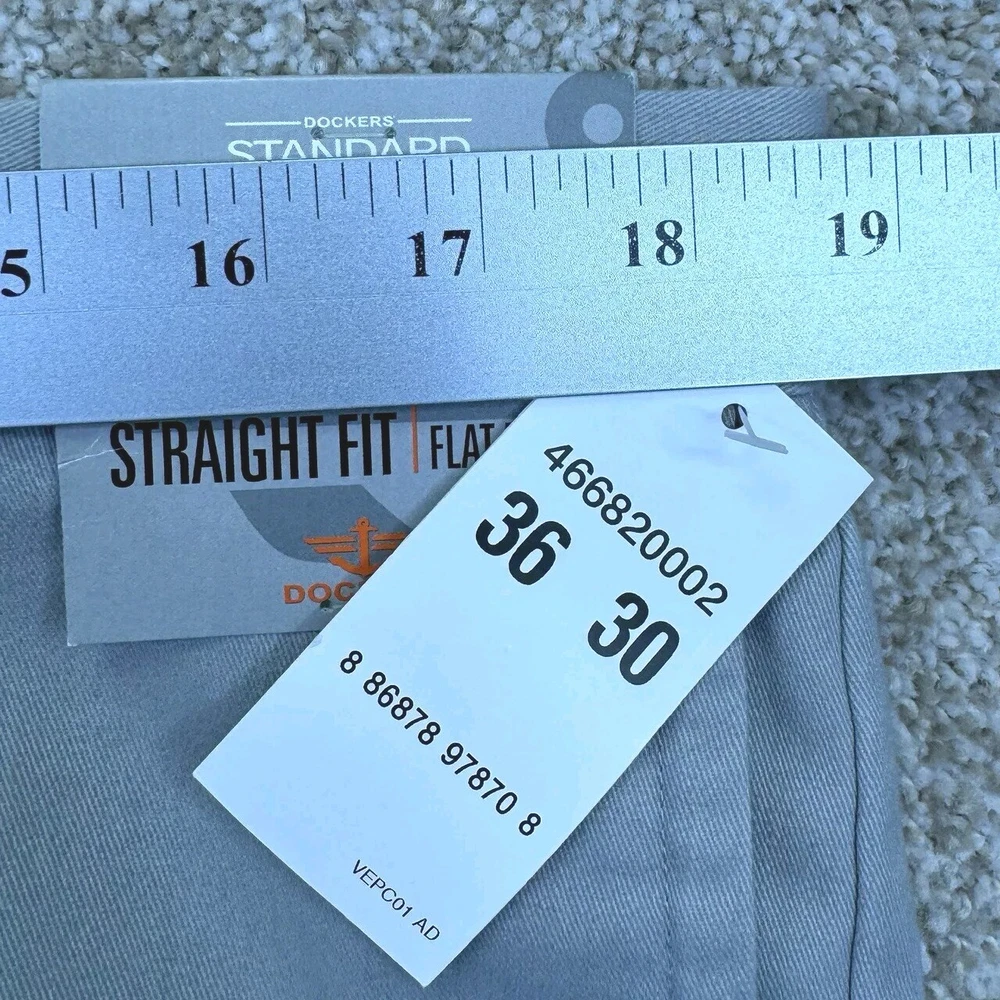 DOCKERS
STANDARD
5 16 17 18 19
STRAIGHT FIT | FLAT
DOC
466820002
36 30
8 86878 97870 8
VEPC01 AD